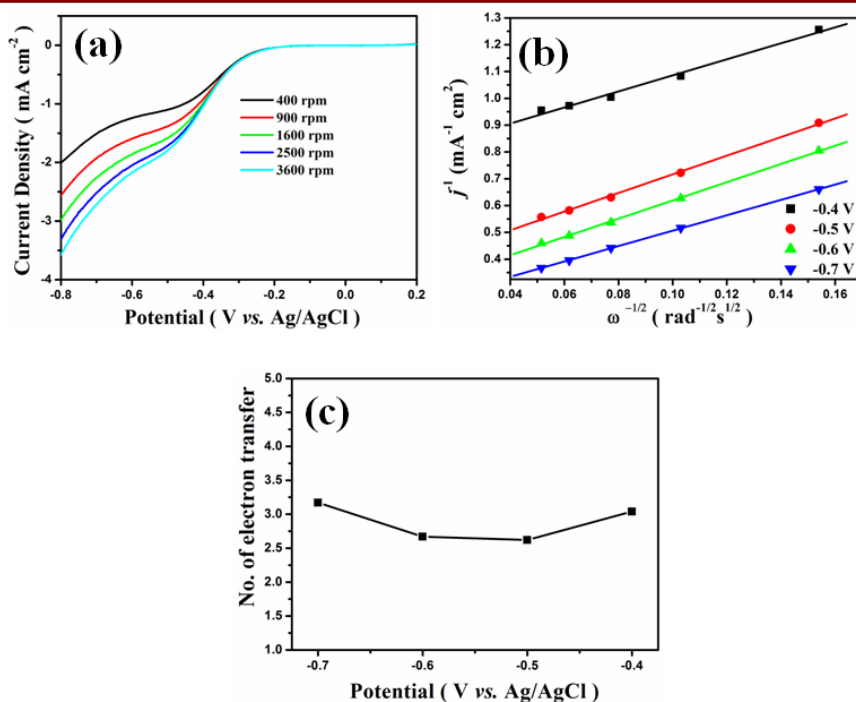 (a)
0
-1
-2
-3
-4
Current Density ( mA cm-2 )
400 rpm
900 rpm
1600 rpm
2500 rpm
3600 rpm
-0.8 -0.6 -0.4 -0.2 0.0 0.2
Potential ( V vs. Ag/AgCl )
(b)
1.3
1.2
1.1
1.0
0.9
0.8
0.7
0.6
0.5
0.4
j-1 (mA-1 cm2)
-0.4 V
-0.5 V
-0.6 V
-0.7 V
0.04 0.06 0.08 0.10 0.12 0.14 0.16
ω -1/2 ( rad-1/2s1/2 )
(c)
5.0
4.5
4.0
3.5
3.0
2.5
2.0
1.5
1.0
No. of electron transfer
-0.7 -0.6 -0.5 -0.4
Potential ( V vs. Ag/AgCl )